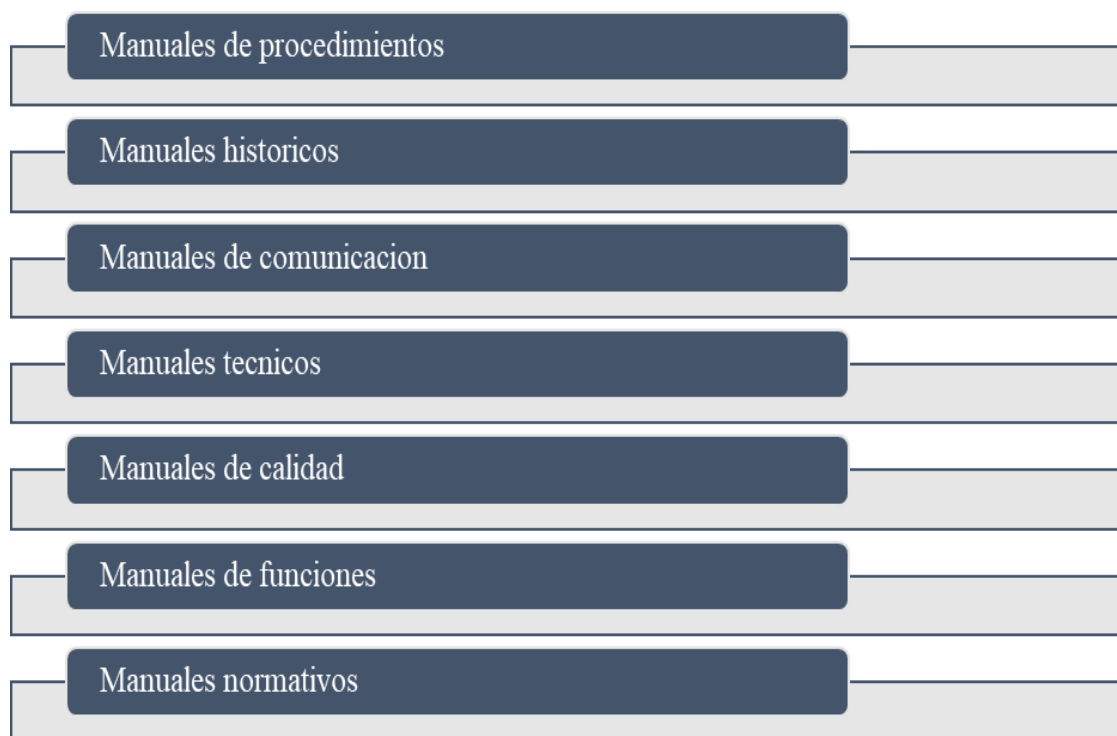 Manuales de procedimientos
Manuales historicos
Manuales de comunicacion
Manuales tecnicos
Manuales de calidad
Manuales de funciones
Manuales normativos